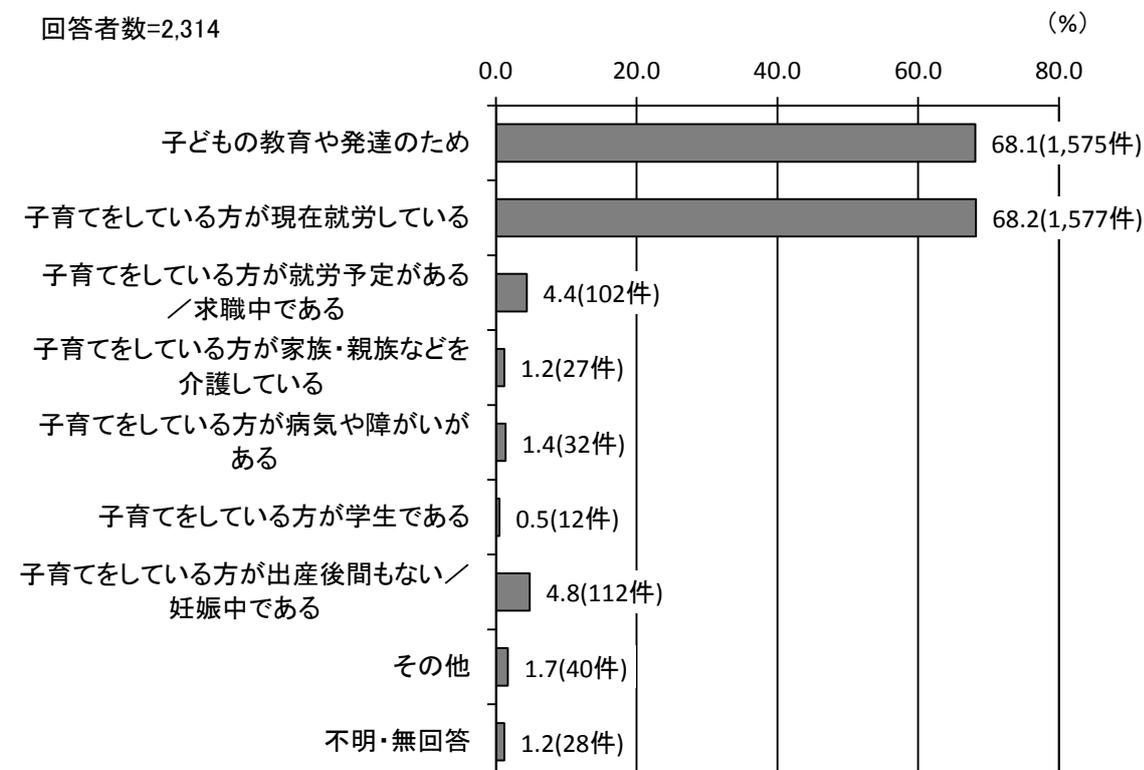 回答者数=2,314
（%）
0.0 20.0 40.0 60.0 80.0
子どもの教育や発達のため 68.1(1,575件)
子育てをしている方が現在就労している 68.2(1,577件)
子育てをしている方が就労予定がある
／求職中である
4.4(102件)
子育てをしている方が家族・親族などを
介護している
1.2(27件)
子育てをしている方が病気や障がいが
ある
1.4(32件)
子育てをしている方が学生である 0.5(12件)
子育てをしている方が出産後間もない／
妊娠中である
4.8(112件)
その他 1.7(40件)
不明・無回答 1.2(28件)